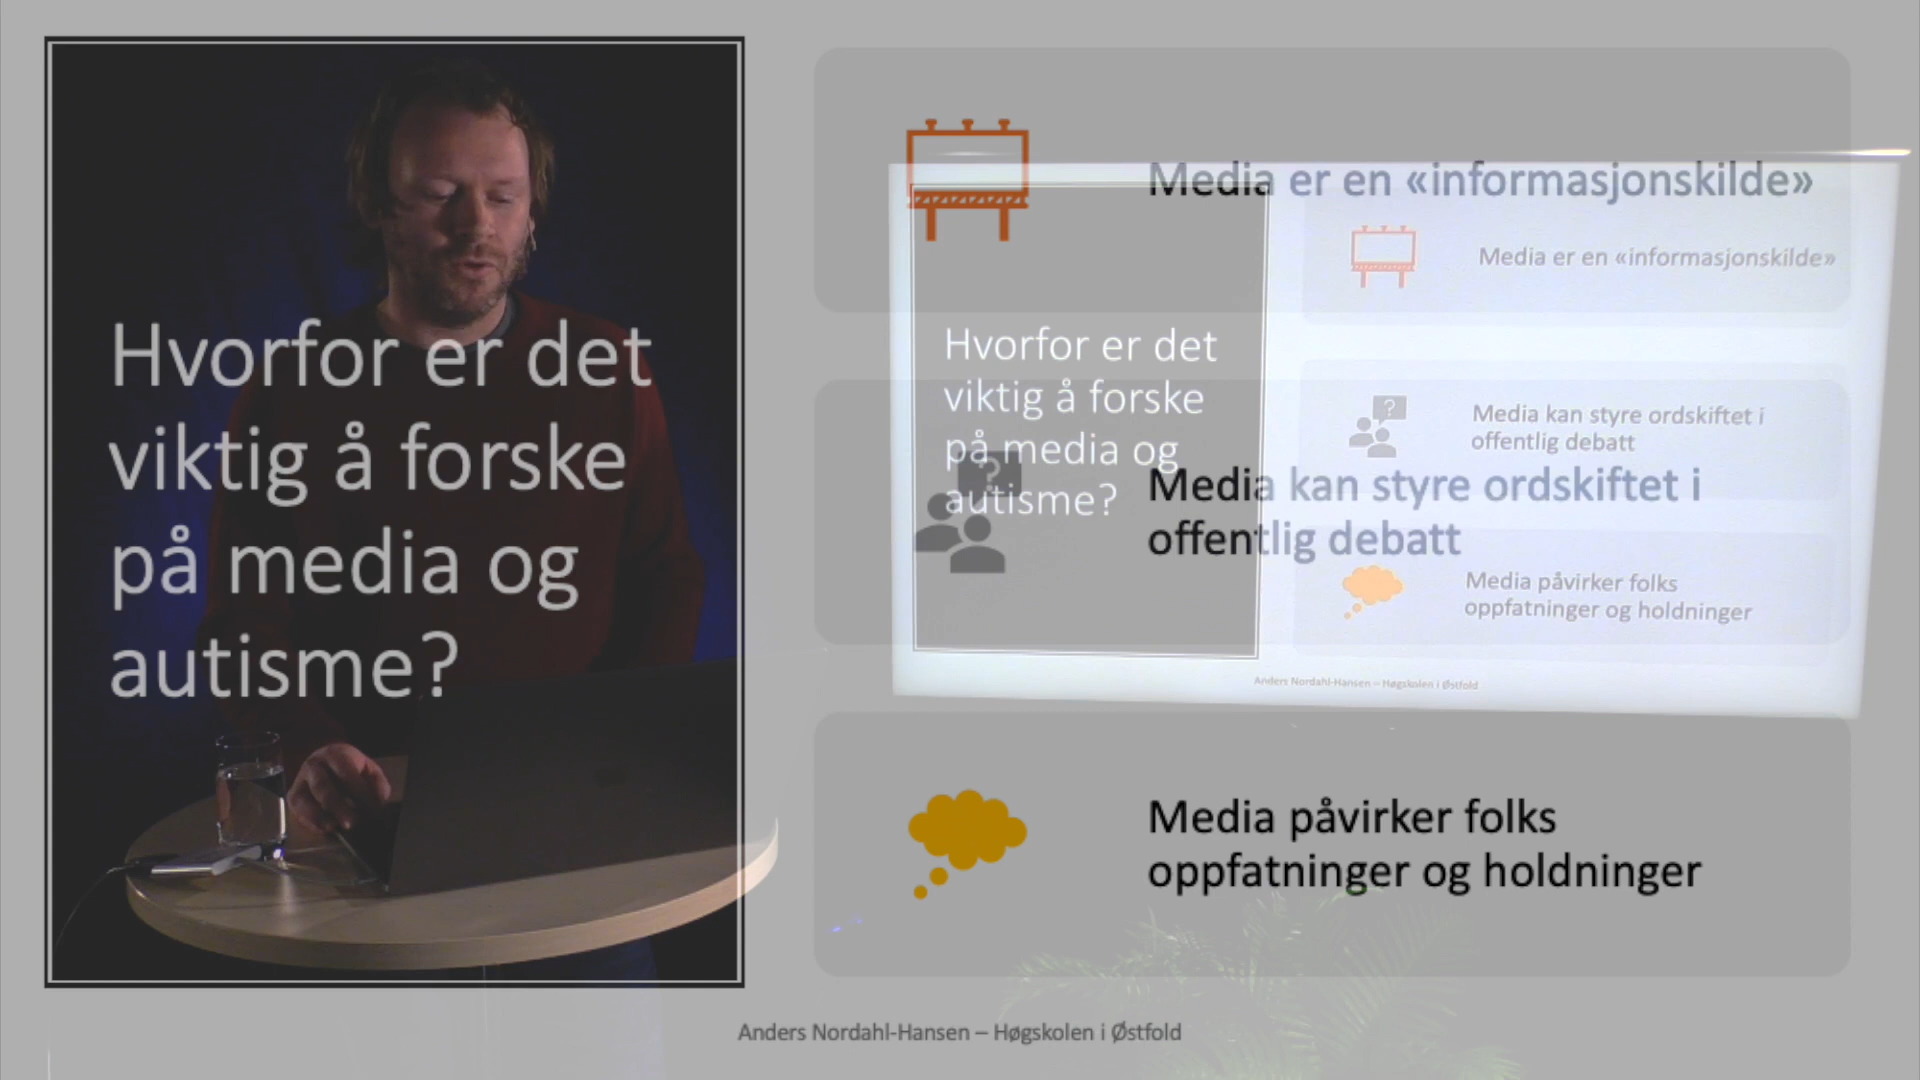 Hvorfor er det
viktig å forske
på media og
autisme?
Media er en «informasjonskilde»
Media kan styre ordskiftet i
offentlig debatt
Media påvirker folks
oppfatninger og holdninger
Anders Nordahl-Hansen – Høgskolen i Østfold
Hvorfor er det
viktig å forske
på media og
autisme?
Media er en «informasjonskilde»
Media kan styre ordskiftet i
offentlig debatt
Media påvirker folks
oppfatninger og holdninger
Anders Nordahl-Hansen – Høgskolen i Østfold